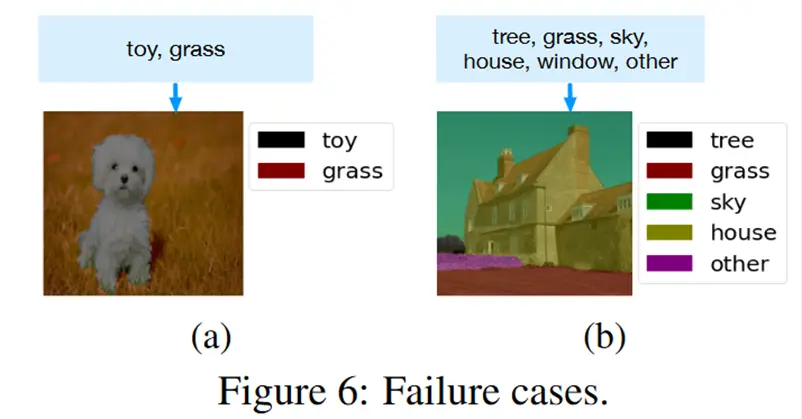 toy, grass
toy
grass
(a)
tree, grass, sky,
house, window, other
tree
grass
sky
house
other
(b)
Figure 6: Failure cases.